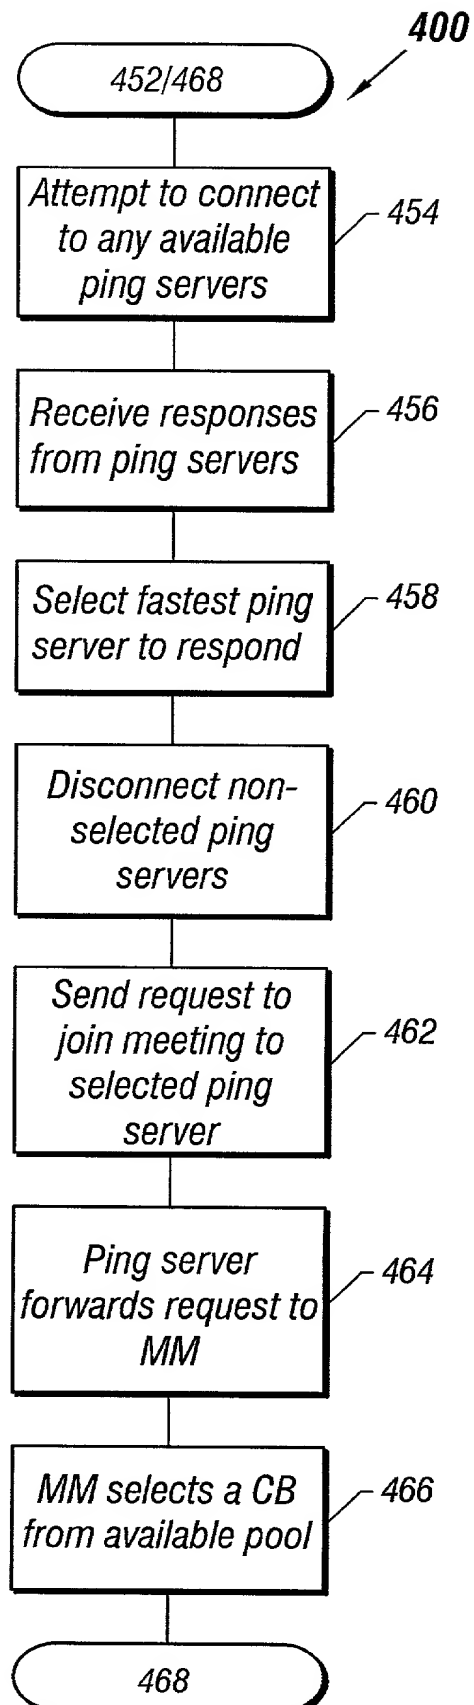 400
452/468
Attempt to connect
to any available
ping servers
454
Receive responses
from ping servers
456
Select fastest ping
server to respond
458
Disconnect non-
selected ping
servers
460
Send request to
join meeting to
selected ping
server
462
Ping server
forwards request to
MM
464
MM selects a CB
from available pool
466
468